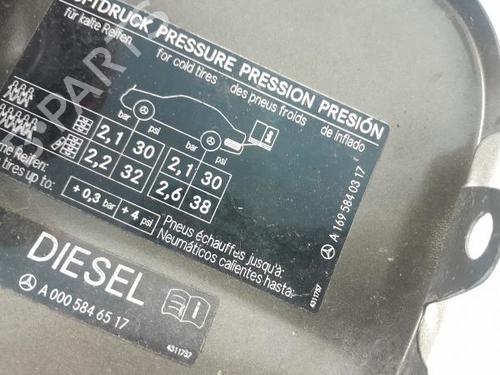 PRESSURE PRESSION PRESIÓN
für kalte Reifen for cold tires des pneus froids de inflado
bar psi bar psi
2,1 30 2,1 30
2,2 32 2,6 38
Reifen:
tires up to: + 0,3 bar + 4 psi
Pneus échauffés jusqu'à:
Neumáticos calientes hasta:
A 169 584 03 17
4311757
DIESEL
A 000 584 65 17
4311757
PARTS